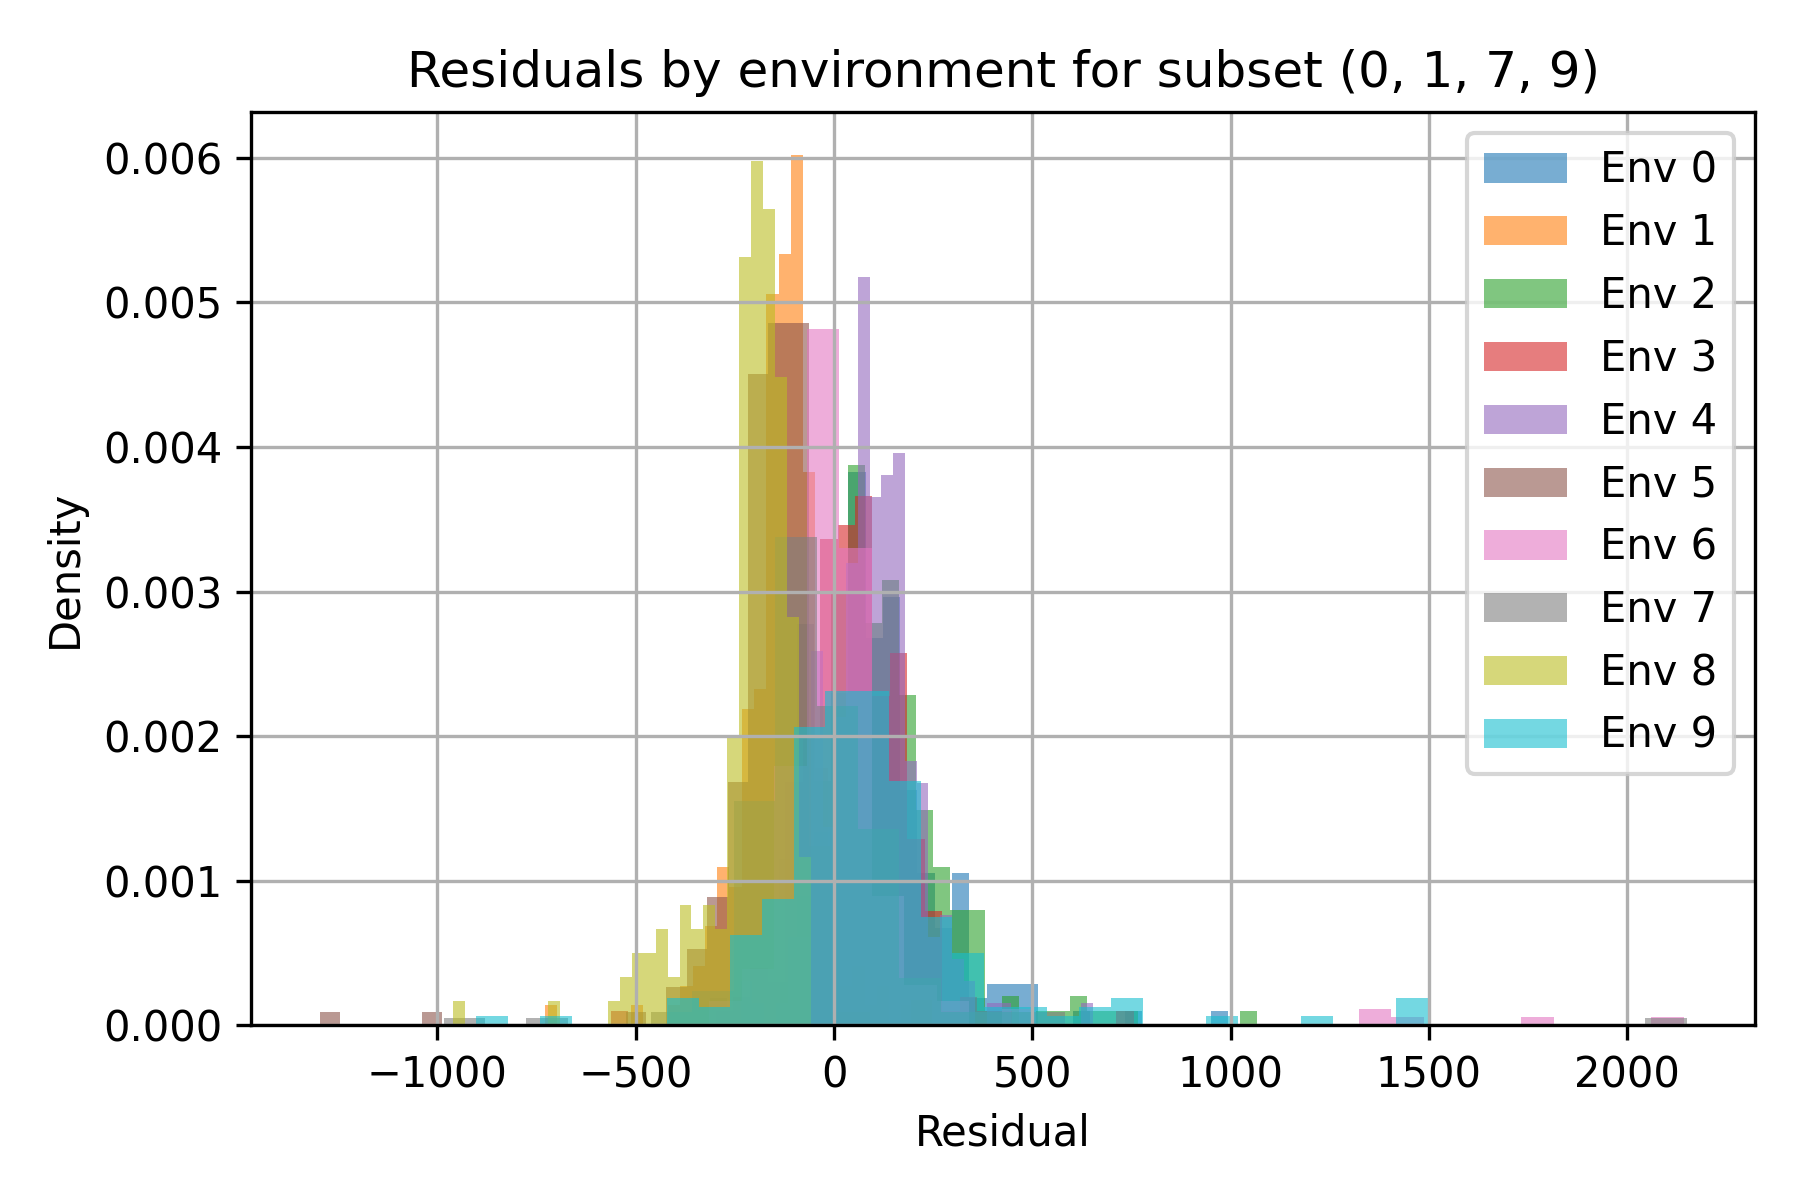 Residuals by environment for subset (0, 1, 7, 9)
0.006
0.005
0.004
0.003
0.002
0.001
0.000
Density
−1000
−500
0
500
1000
1500
2000
Residual
Env 0
Env 1
Env 2
Env 3
Env 4
Env 5
Env 6
Env 7
Env 8
Env 9